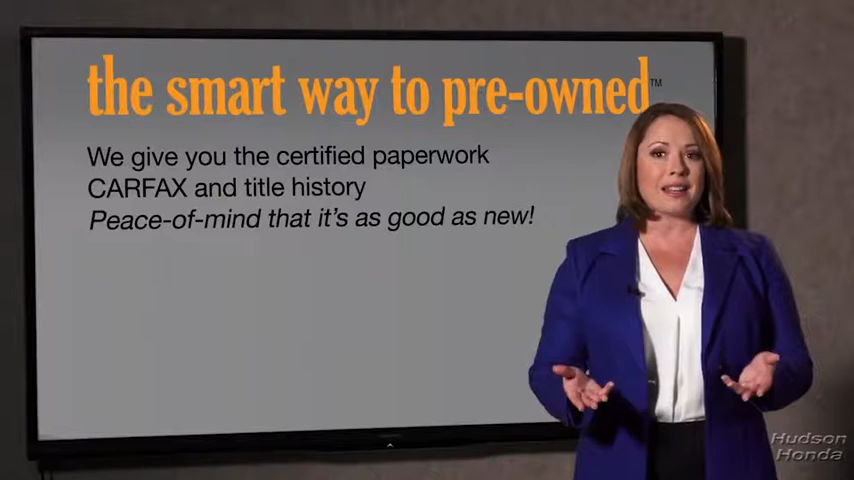 the smart way to pre-owned™
We give you the certified paperwork
CARFAX and title history
Peace-of-mind that it's as good as new!
Hudson
Honda